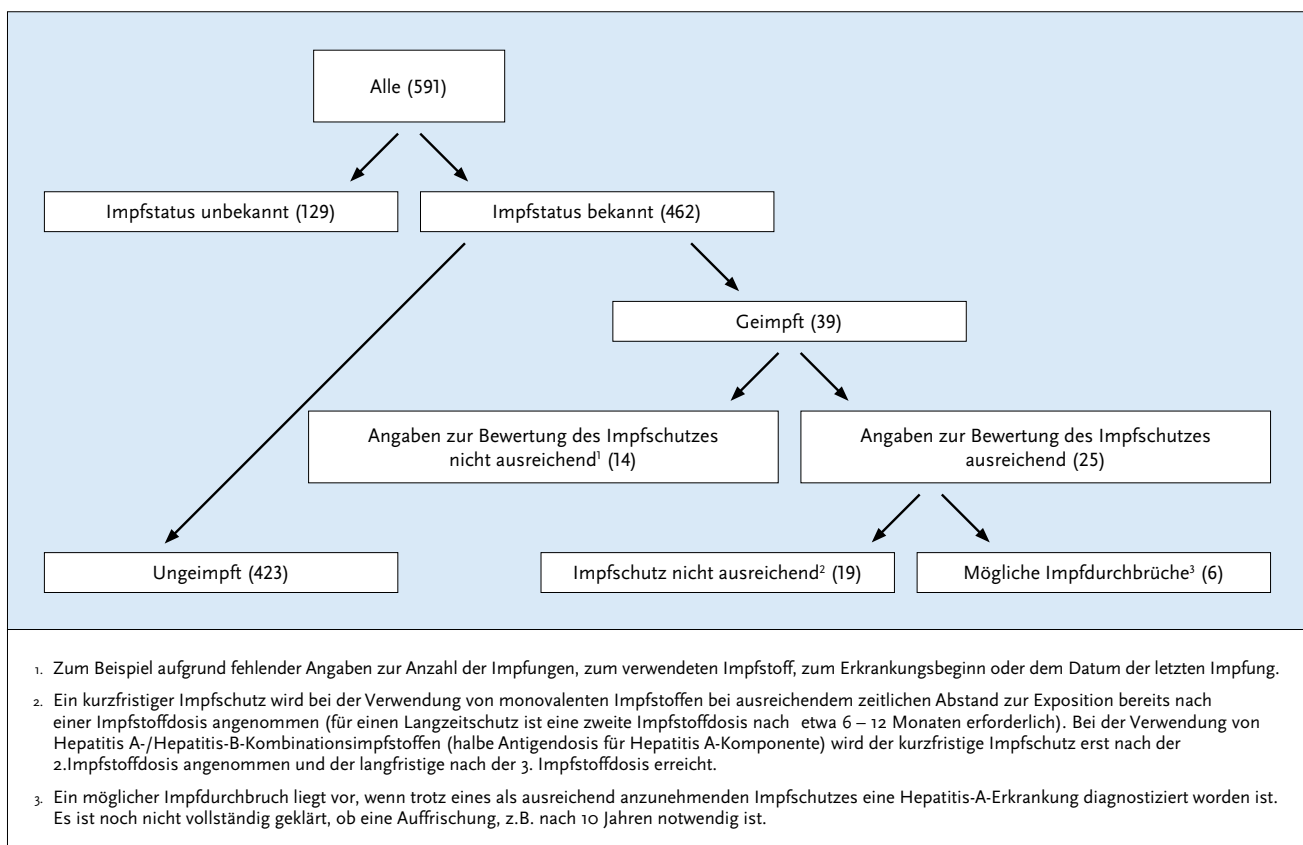 Alle (591)
Impfstatus unbekannt (129)
Impfstatus bekannt (462)
Geimpft (39)
Angaben zur Bewertung des Impfschutzes
nicht ausreichend¹ (14)
Angaben zur Bewertung des Impfschutzes
ausreichend (25)
Ungeimpft (423)
Impfschutz nicht ausreichend² (19)
Mögliche Impfdurchbrüche³ (6)
1. Zum Beispiel aufgrund fehlender Angaben zur Anzahl der Impfungen, zum verwendeten Impfstoff, zum Erkrankungsbeginn oder dem Datum der letzten Impfung.
2. Ein kurzfristiger Impfschutz wird bei der Verwendung von monovalenten Impfstoffen bei ausreichendem zeitlichen Abstand zur Exposition bereits nach
einer Impfstoffdosis angenommen (für einen Langzeitschutz ist eine zweite Impfstoffdosis nach etwa 6 – 12 Monaten erforderlich). Bei der Verwendung von
Hepatitis A-/Hepatitis-B-Kombinationsimpfstoffen (halbe Antigendosis für Hepatitis A-Komponente) wird der kurzfristige Impfschutz erst nach der
2.Impfstoffdosis angenommen und der langfristige nach der 3. Impfstoffdosis erreicht.
3. Ein möglicher Impfdurchbruch liegt vor, wenn trotz eines als ausreichend anzunehmenden Impfschutzes eine Hepatitis-A-Erkrankung diagnostiziert worden ist.
Es ist noch nicht vollständig geklärt, ob eine Auffrischung, z.B. nach 10 Jahren notwendig ist.